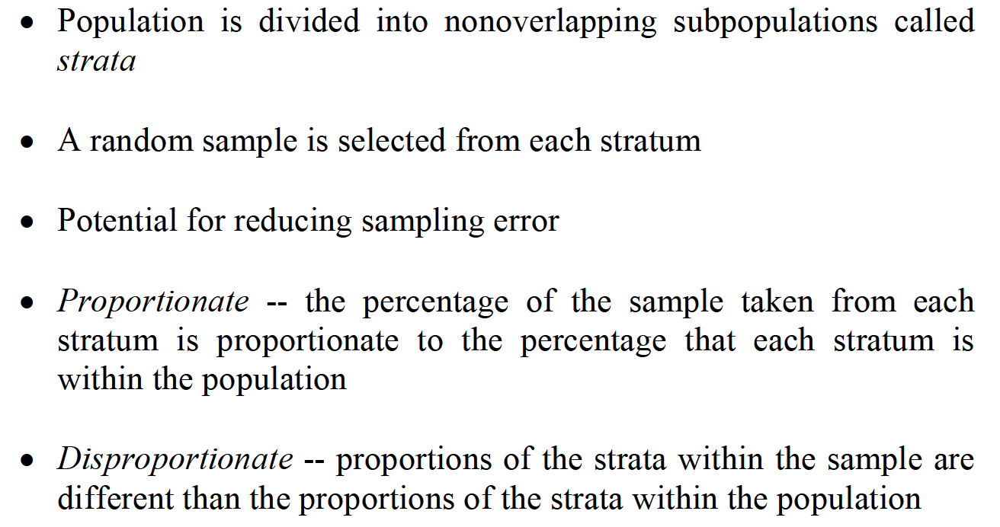 • Population is divided into nonoverlapping subpopulations called
strata
• A random sample is selected from each stratum
• Potential for reducing sampling error
• Proportionate -- the percentage of the sample taken from each
stratum is proportionate to the percentage that each stratum is
within the population
• Disproportionate -- proportions of the strata within the sample are
different than the proportions of the strata within the population